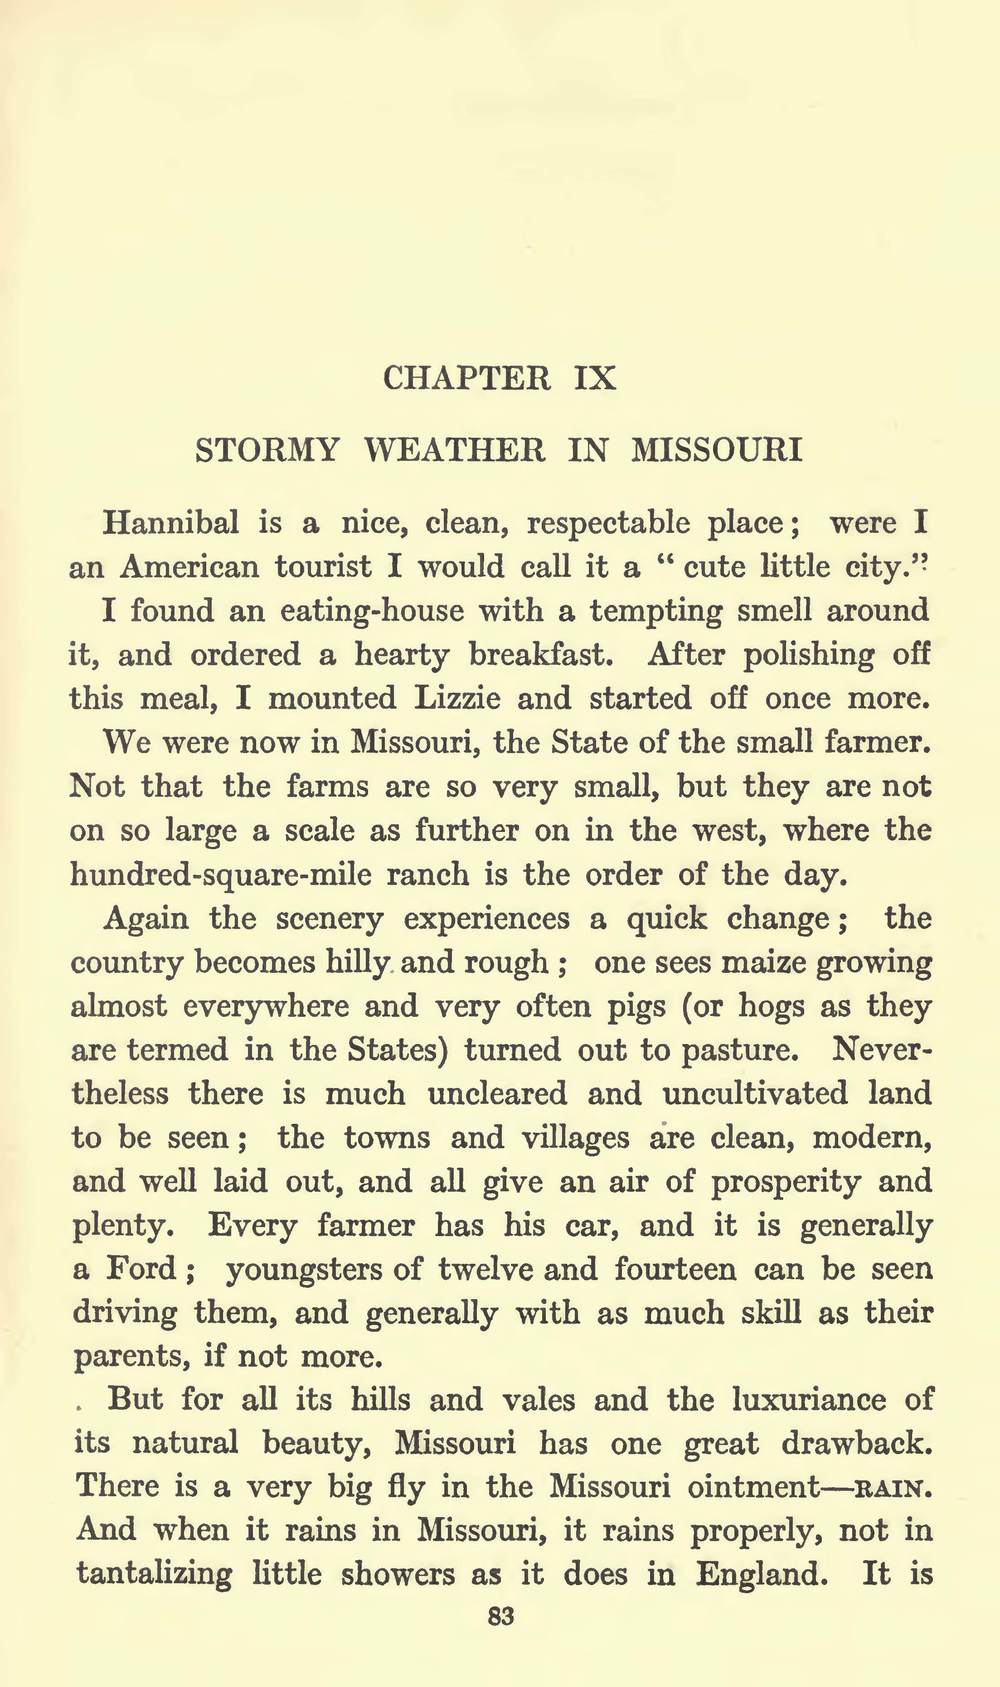 CHAPTER IX
STORMY WEATHER IN MISSOURI
Hannibal is a nice, clean, respectable place; were I
an American tourist I would call it a “ cute little city.”
I found an eating-house with a tempting smell around
it, and ordered a hearty breakfast. After polishing off
this meal, I mounted Lizzie and started off once more.
We were now in Missouri, the State of the small farmer.
Not that the farms are so very small, but they are not
on so large a scale as further on in the west, where the
hundred-square-mile ranch is the order of the day.
Again the scenery experiences a quick change ; the
country becomes hilly and rough ; one sees maize growing
almost everywhere and very often pigs (or hogs as they
are termed in the States) turned out to pasture. Never-
theless there is much uncleared and uncultivated land
to be seen ; the towns and villages are clean, modern,
and well laid out, and all give an air of prosperity and
plenty. Every farmer has his car, and it is generally
a Ford ; youngsters of twelve and fourteen can be seen
driving them, and generally with as much skill as their
parents, if not more.
But for all its hills and vales and the luxuriance of
its natural beauty, Missouri has one great drawback.
There is a very big fly in the Missouri ointment—RAIN.
And when it rains in Missouri, it rains properly, not in
tantalizing little showers as it does in England. It is
83